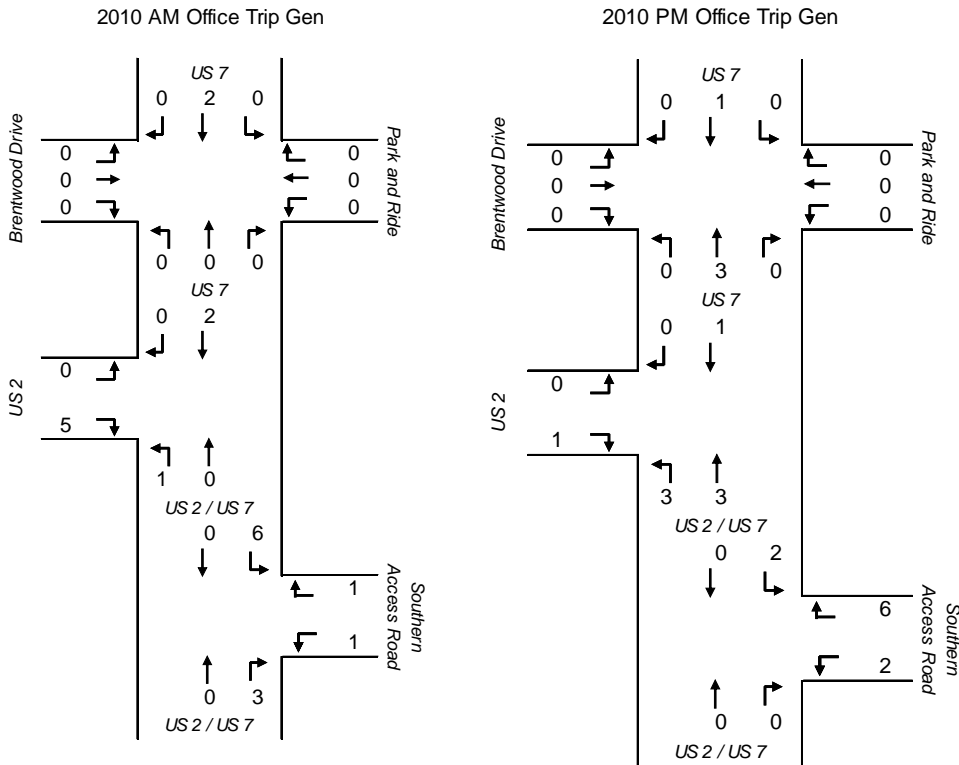 2010 AM Office Trip Gen
US 7
0 2 0
Brentwood Drive
0
0
0
0
0
0
Park and Ride
0 0 0
US 7
0 2
US 2
0
5
1 0
US 2 / US 7
0 6
1
1
Southern
Access Road
0 3
US 2 / US 7
2010 PM Office Trip Gen
US 7
0 1 0
Brentwood Drive
0
0
0
0
0
0
Park and Ride
0 3 0
US 7
0 1
US 2
0
1
3 3
US 2 / US 7
0 2
6
2
Southern
Access Road
0 0
US 2 / US 7